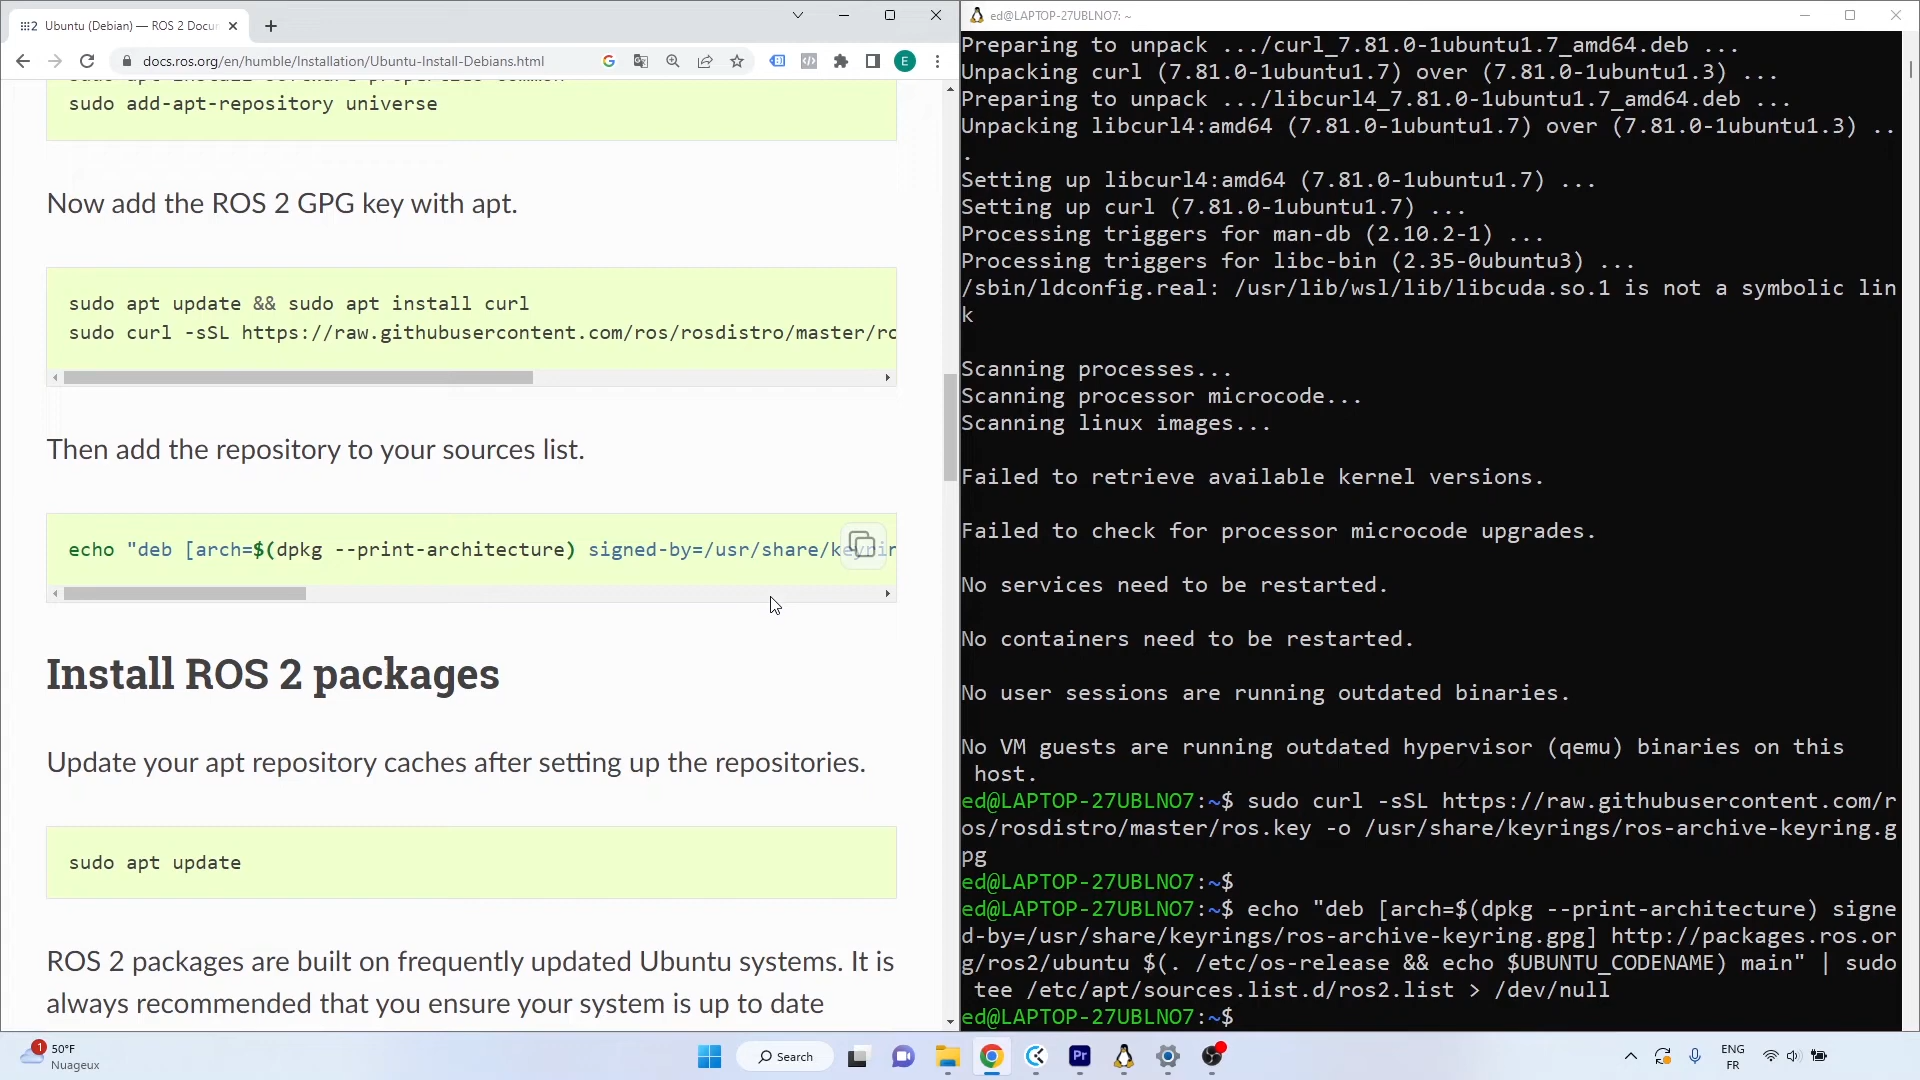 Ubuntu (Debian) — ROS 2 Docu
docs.ros.org/en/humble/Installation/Ubuntu-Install-Debians.html
E
sudo add-apt-repository universe
Now add the ROS 2 GPG key with apt.
sudo apt update && sudo apt install curl
sudo curl -sSL https://raw.githubusercontent.com/ros/rosdistro/master/ro
Then add the repository to your sources list.
echo "deb [arch=$(dpkg --print-architecture) signed-by=/usr/share/keyrin
Install ROS 2 packages
Update your apt repository caches after setting up the repositories.
sudo apt update
ROS 2 packages are built on frequently updated Ubuntu systems. It is
always recommended that you ensure your system is up to date
ed@LAPTOP-27UBLNO7: ~
Preparing to unpack .../curl_7.81.0-1ubuntu1.7_amd64.deb ...
Unpacking curl (7.81.0-1ubuntu1.7) over (7.81.0-1ubuntu1.3) ...
Preparing to unpack .../libcurl4_7.81.0-1ubuntu1.7_amd64.deb ...
Unpacking libcurl4:amd64 (7.81.0-1ubuntu1.7) over (7.81.0-1ubuntu1.3) ..
.
Setting up libcurl4:amd64 (7.81.0-1ubuntu1.7) ...
Setting up curl (7.81.0-1ubuntu1.7) ...
Processing triggers for man-db (2.10.2-1) ...
Processing triggers for libc-bin (2.35-0ubuntu3) ...
/sbin/ldconfig.real: /usr/lib/wsl/lib/libcuda.so.1 is not a symbolic lin
k
Scanning processes...
Scanning processor microcode...
Scanning linux images...
Failed to retrieve available kernel versions.
Failed to check for processor microcode upgrades.
No services need to be restarted.
No containers need to be restarted.
No user sessions are running outdated binaries.
No VM guests are running outdated hypervisor (qemu) binaries on this
host.
ed@LAPTOP-27UBLNO7:~$ sudo curl -sSL https://raw.githubusercontent.com/r
os/rosdistro/master/ros.key -o /usr/share/keyrings/ros-archive-keyring.g
pg
ed@LAPTOP-27UBLNO7:~$
ed@LAPTOP-27UBLNO7:~$ echo "deb [arch=$(dpkg --print-architecture) signe
d-by=/usr/share/keyrings/ros-archive-keyring.gpg] http://packages.ros.or
g/ros2/ubuntu $(. /etc/os-release && echo $UBUNTU_CODENAME) main" | sudo
tee /etc/apt/sources.list.d/ros2.list > /dev/null
ed@LAPTOP-27UBLNO7:~$
1
50°F
Nuageux
Search
Pr
ENG
FR